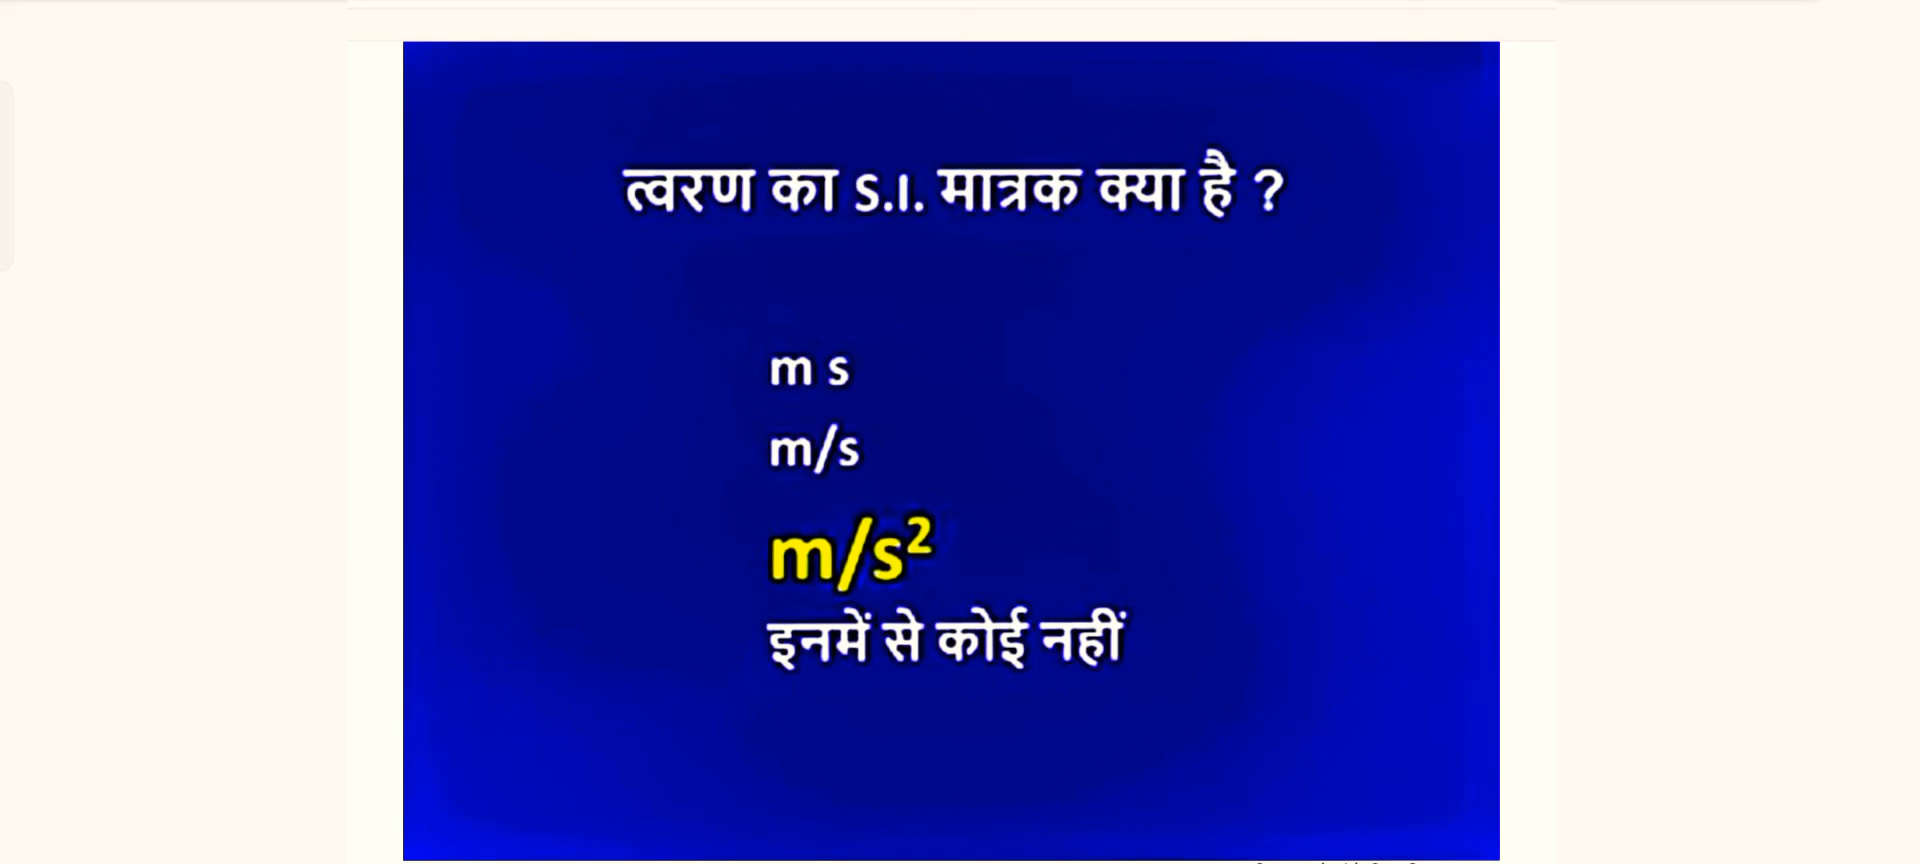 त्वरण का S.I. मात्रक क्या है ?
m s
m/s
m/s²
इनमें से कोई नहीं